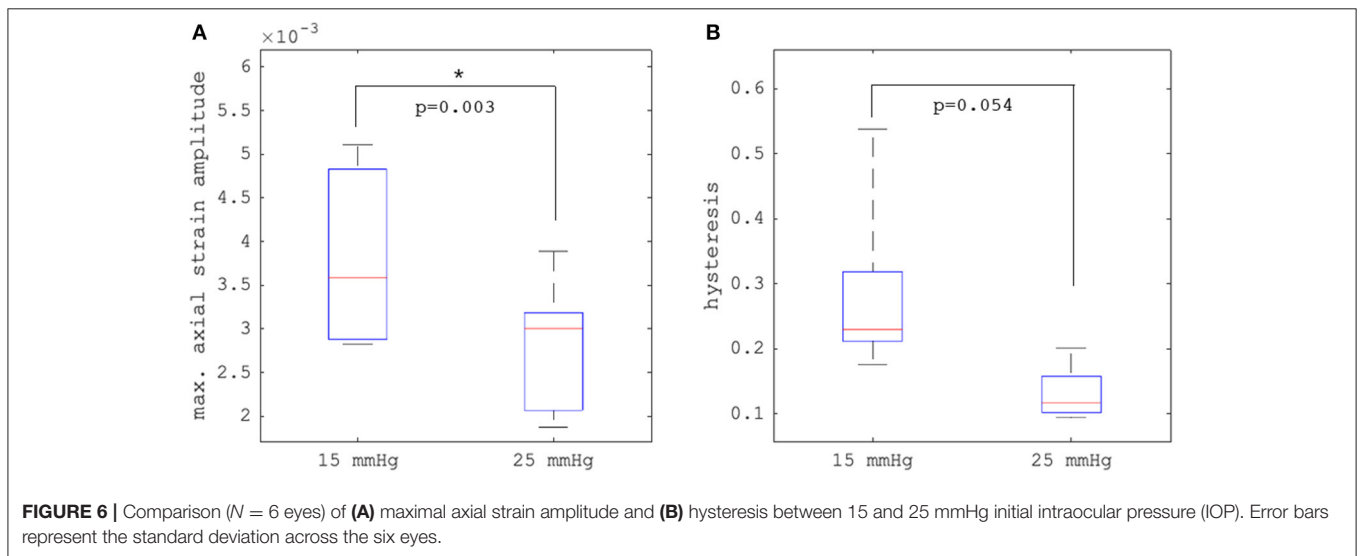 A
×10⁻³
6
5.5
5
4.5
4
3.5
3
2.5
2
max. axial strain amplitude
*
p=0.003
15 mmHg
25 mmHg
B
0.6
0.5
0.4
0.3
0.2
0.1
hysteresis
p=0.054
15 mmHg
25 mmHg
FIGURE 6 | Comparison (N = 6 eyes) of (A) maximal axial strain amplitude and (B) hysteresis between 15 and 25 mmHg initial intraocular pressure (IOP). Error bars
represent the standard deviation across the six eyes.